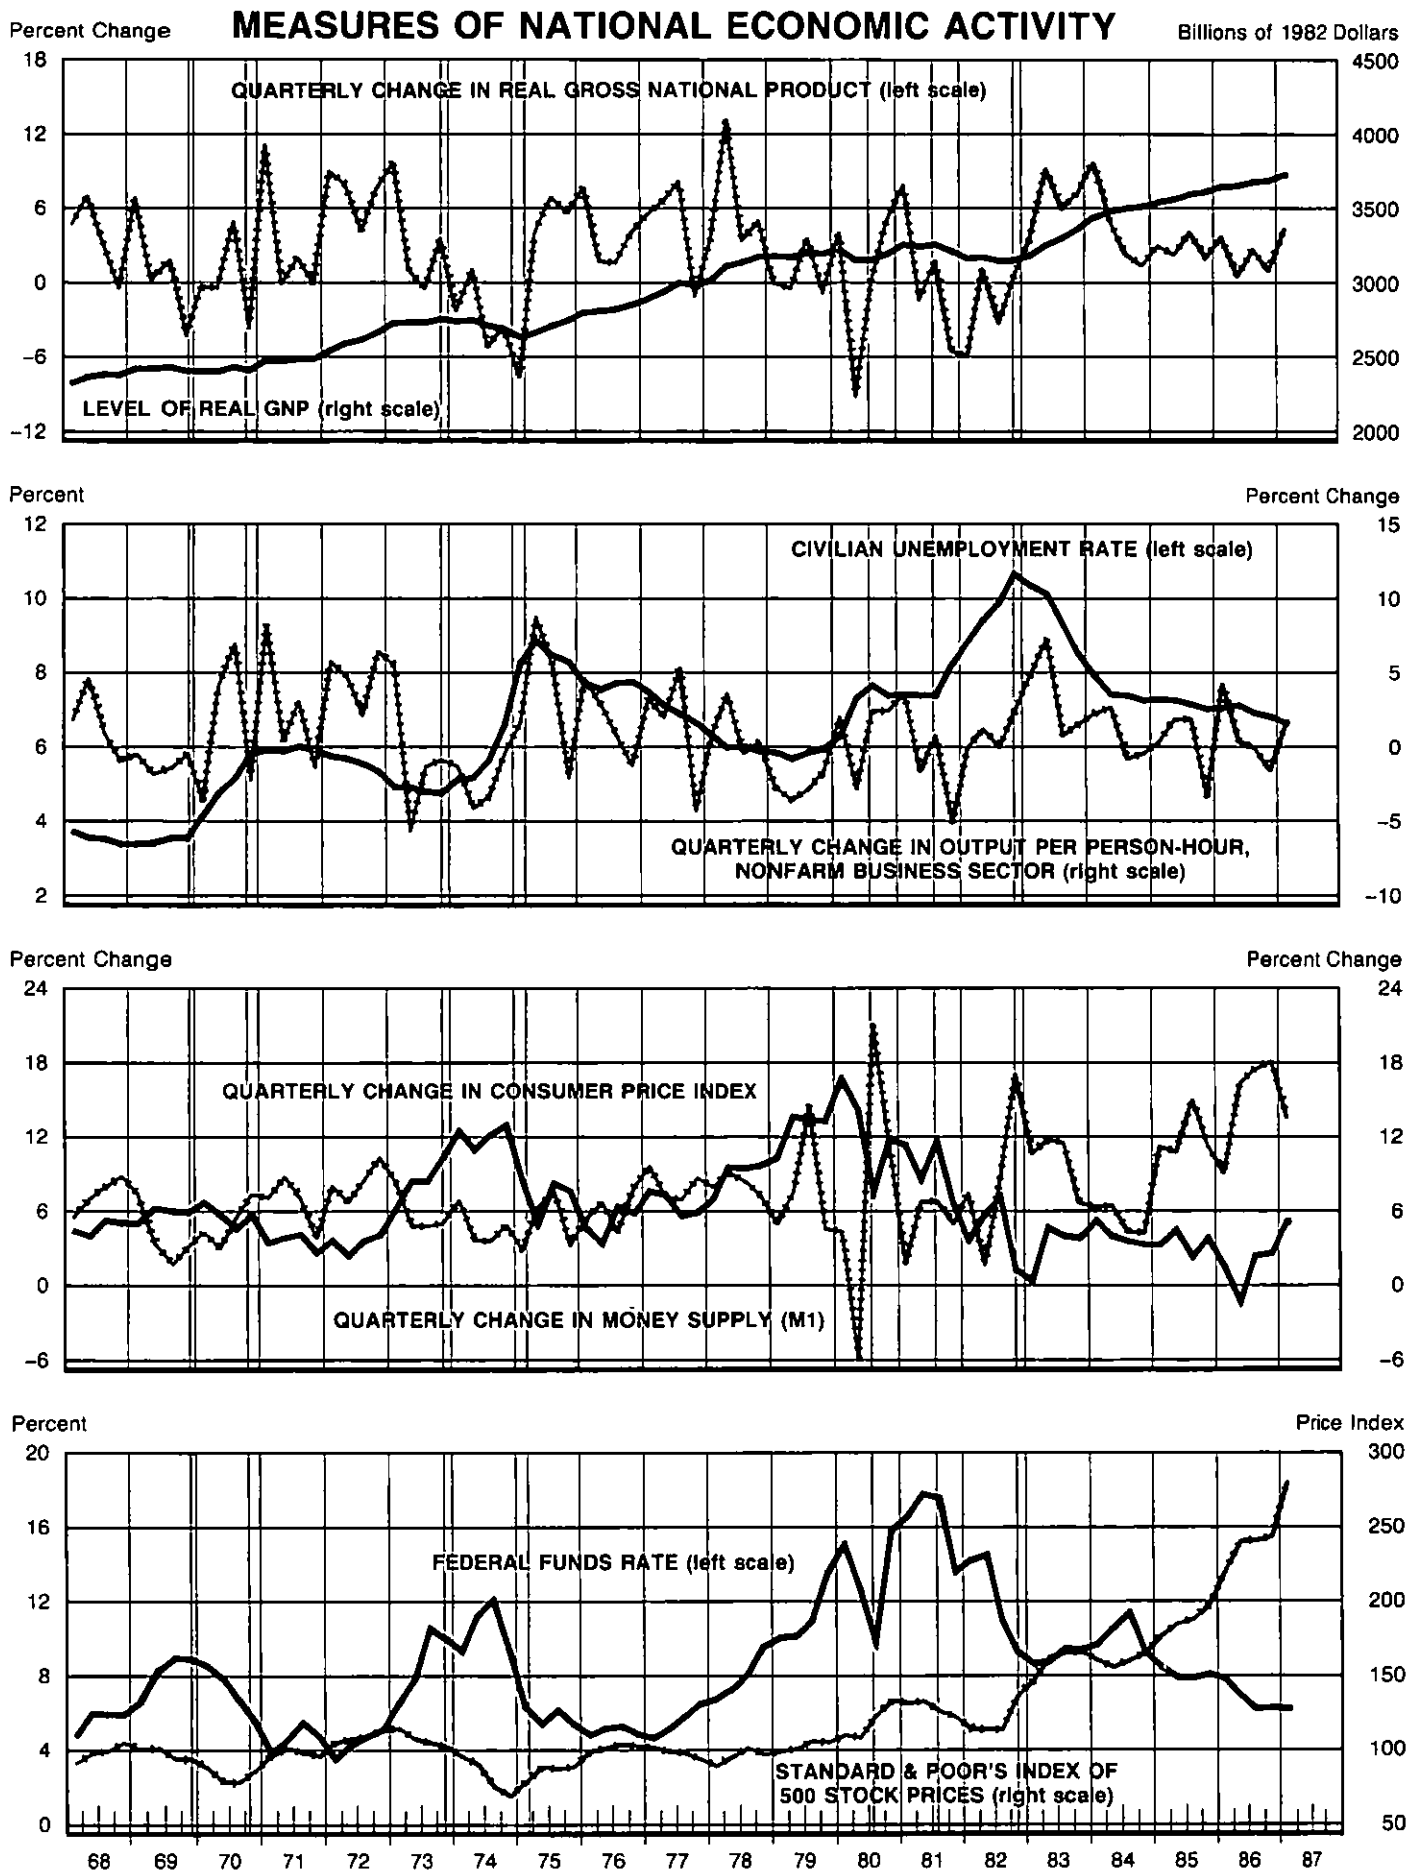 MEASURES OF NATIONAL ECONOMIC ACTIVITY
Percent Change
Billions of 1982 Dollars
18
12
6
0
−6
−12
4500
4000
3500
3000
2500
2000
QUARTERLY CHANGE IN REAL GROSS NATIONAL PRODUCT (left scale)
LEVEL OF REAL GNP (right scale)
Percent
Percent Change
12
10
8
6
4
2
15
10
5
0
−5
−10
CIVILIAN UNEMPLOYMENT RATE (left scale)
QUARTERLY CHANGE IN OUTPUT PER PERSON-HOUR,
NONFARM BUSINESS SECTOR (right scale)
Percent Change
Percent Change
24
18
12
6
0
−6
24
18
12
6
0
−6
QUARTERLY CHANGE IN CONSUMER PRICE INDEX
QUARTERLY CHANGE IN MONEY SUPPLY (M1)
Percent
Price Index
20
16
12
8
4
0
300
250
200
150
100
50
FEDERAL FUNDS RATE (left scale)
STANDARD & POOR'S INDEX OF
500 STOCK PRICES (right scale)
68 69 70 71 72 73 74 75 76 77 78 79 80 81 82 83 84 85 86 87